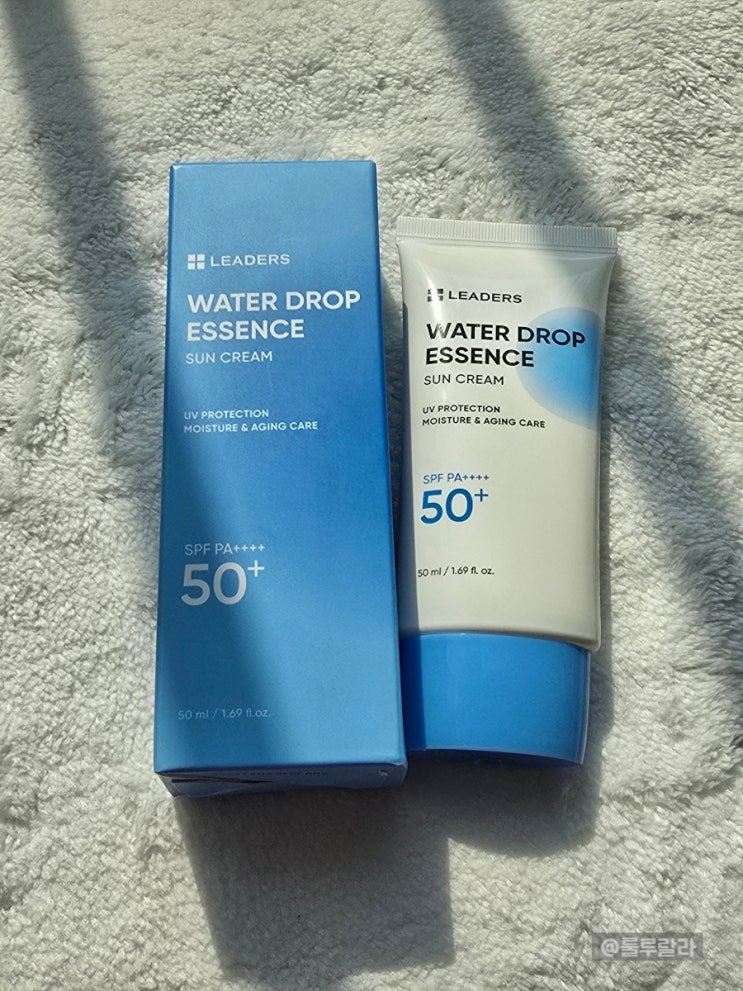 LEADERS
WATER DROP
ESSENCE
SUN CREAM
UV PROTECTION
MOISTURE & AGING CARE
SPF PA++++
50+
50 ml / 1.69 fl.oz.
LEADERS
WATER DROP
ESSENCE
SUN CREAM
UV PROTECTION
MOISTURE & AGING CARE
SPF PA++++
50+
50 ml / 1.69 fl. oz.
@룰루랄라